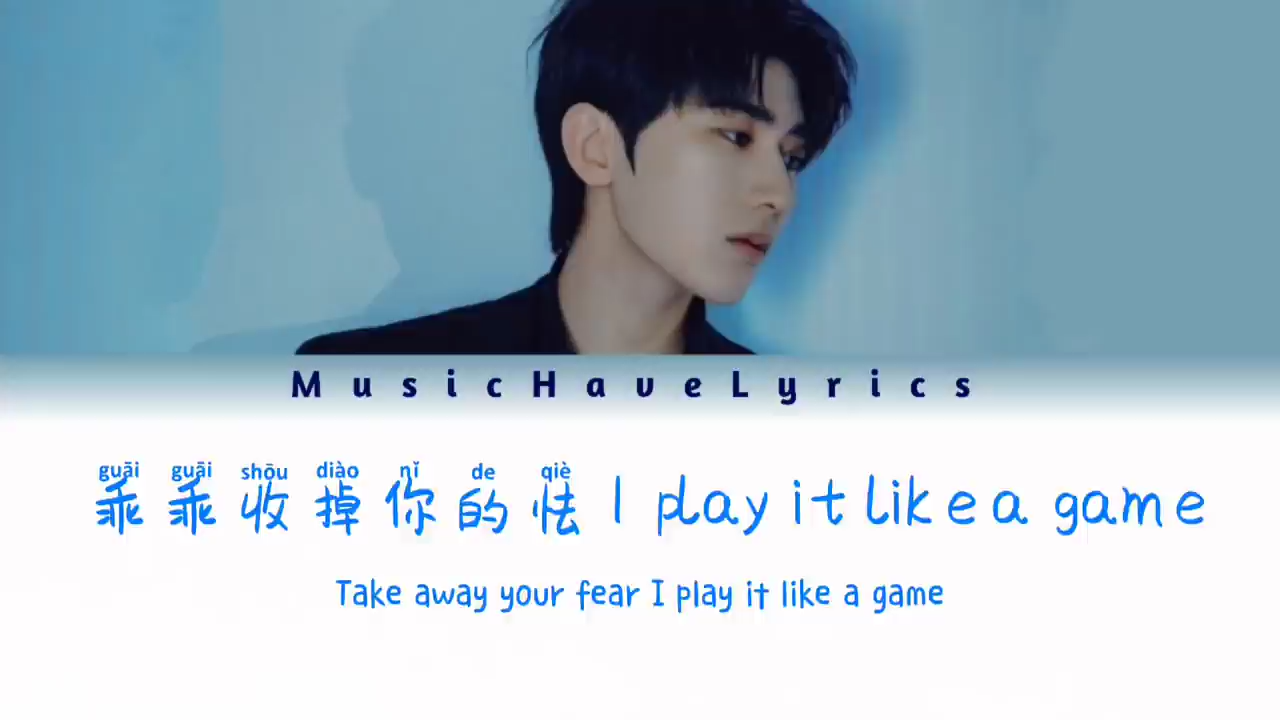 MusicHaveLyrics
guāi guāi shōu diào nǐ de qiè
乖乖收掉你的怯 I play it like a game
Take away your fear I play it like a game